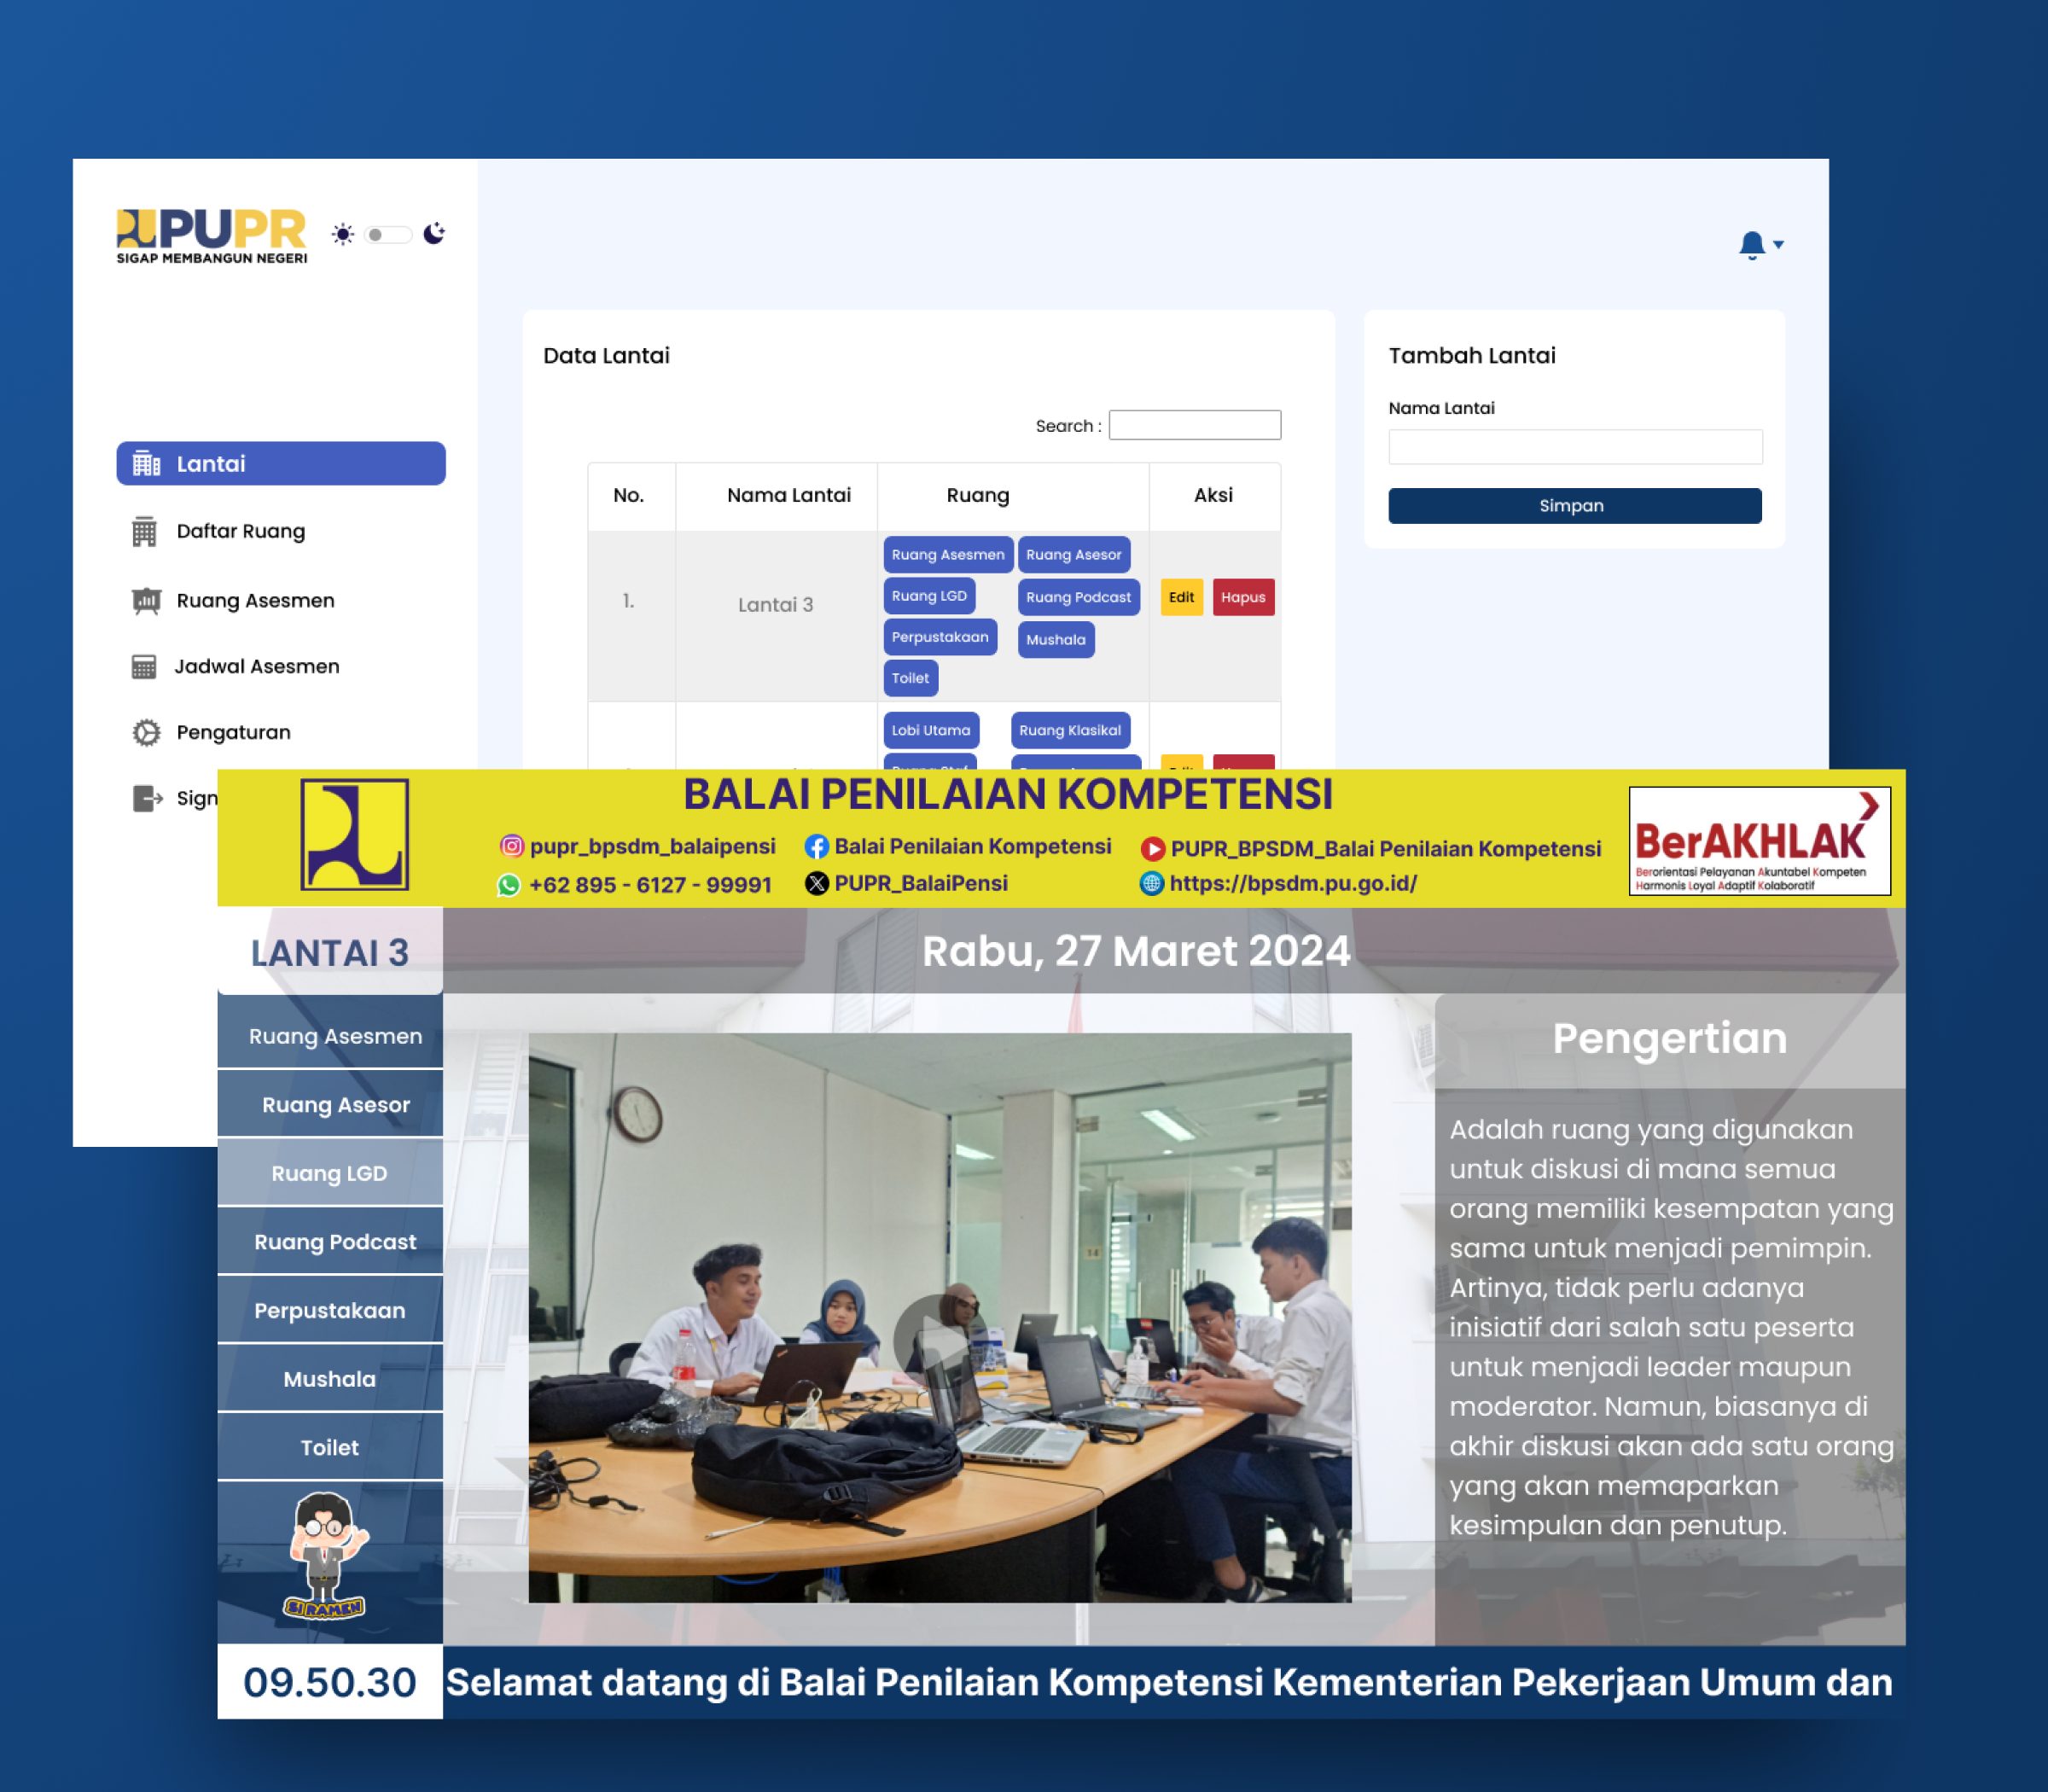 PUPR
SIGAP MEMBANGUN NEGERI
Lantai
Daftar Ruang
Ruang Asesmen
Jadwal Asesmen
Pengaturan
Sign
Data Lantai
Search :
No. Nama Lantai Ruang Aksi
1. Lantai 3
Ruang Asesmen Ruang Asesor
Ruang LGD Ruang Podcast
Perpustakaan Mushala
Toilet
Edit Hapus
Lobi Utama Ruang Klasikal
Tambah Lantai
Nama Lantai
Simpan
BALAI PENILAIAN KOMPETENSI
pupr_bpsdm_balaipensi Balai Penilaian Kompetensi PUPR_BPSDM_Balai Penilaian Kompetensi
+62 895 - 6127 - 99991 PUPR_BalaiPensi https://bpsdm.pu.go.id/
BerAKHLAK
Berorientasi Pelayanan Akuntabel Kompeten
Harmonis Loyal Adaptif Kolaboratif
LANTAI 3
Rabu, 27 Maret 2024
Ruang Asesmen
Ruang Asesor
Ruang LGD
Ruang Podcast
Perpustakaan
Mushala
Toilet
SI RAMEN
Pengertian
Adalah ruang yang digunakan
untuk diskusi di mana semua
orang memiliki kesempatan yang
sama untuk menjadi pemimpin.
Artinya, tidak perlu adanya
inisiatif dari salah satu peserta
untuk menjadi leader maupun
moderator. Namun, biasanya di
akhir diskusi akan ada satu orang
yang akan memaparkan
kesimpulan dan penutup.
09.50.30
Selamat datang di Balai Penilaian Kompetensi Kementerian Pekerjaan Umum dan